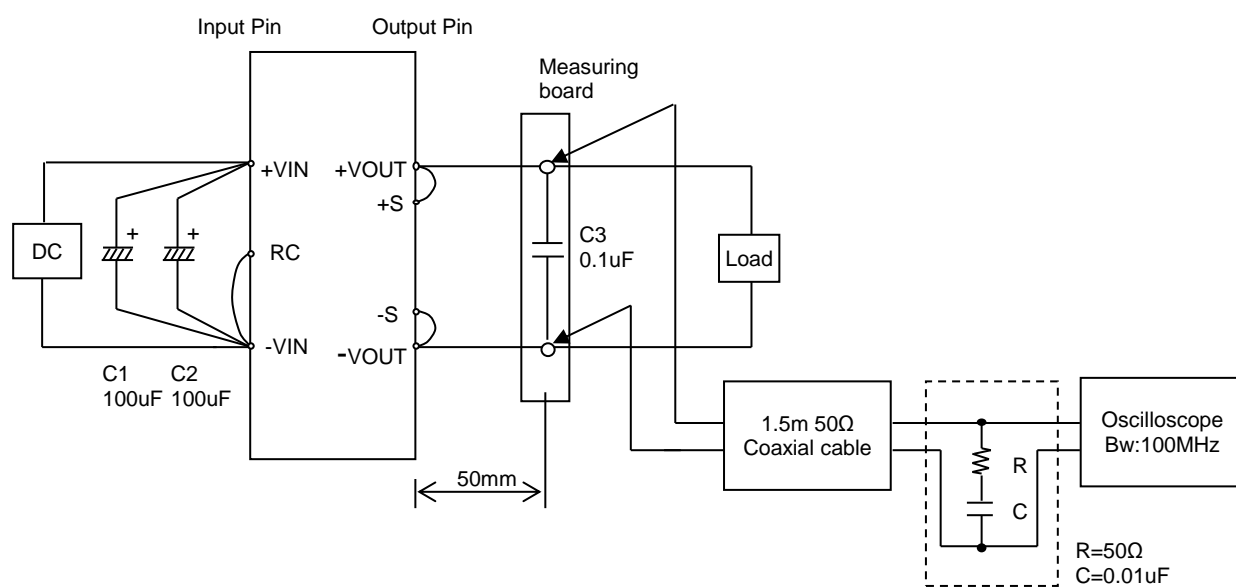 Input Pin
Output Pin
Measuring
board
+VIN
+VOUT
+S
DC
+
+
RC
C3
0.1uF
Load
-S
-VIN
-VOUT
C1
100uF
C2
100uF
50mm
1.5m 50Ω
Coaxial cable
R
C
Oscilloscope
Bw:100MHz
R=50Ω
C=0.01uF